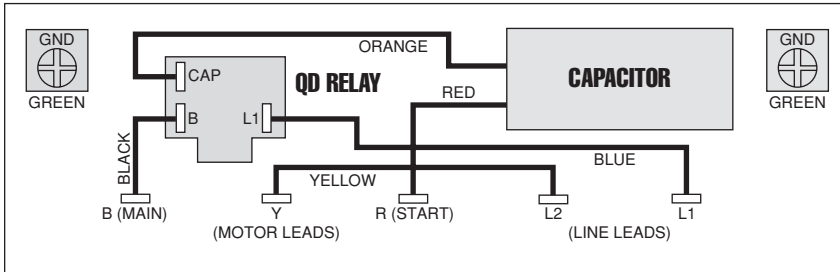 GND
GREEN
ORANGE
CAP
QD RELAY
CAPACITOR
GND
GREEN
RED
B
L1
BLACK
BLUE
YELLOW
B (MAIN)
Y
R (START)
L2
L1
(MOTOR LEADS)
(LINE LEADS)